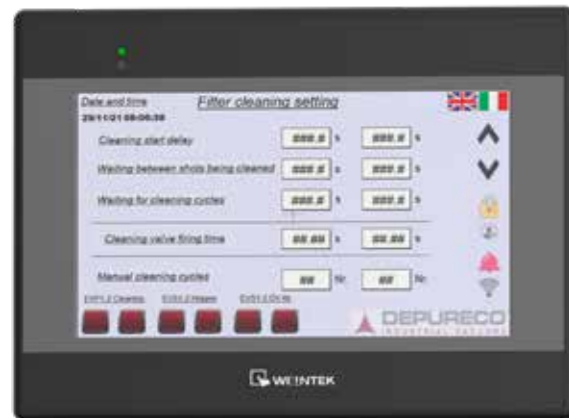 Date and time Filter cleaning setting
Cleaning start delay ###.# s ###.# s
Waiting between shots being cleaned ###.# s ###.# s
Waiting for cleaning cycles ###.# s ###.# s
Cleaning valve firing time ##.## s ##.## s
Manual cleaning cycles ## Nr. ## Nr.
DEPURECO
INDUSTRIAL VACUUMS
WEINTEK